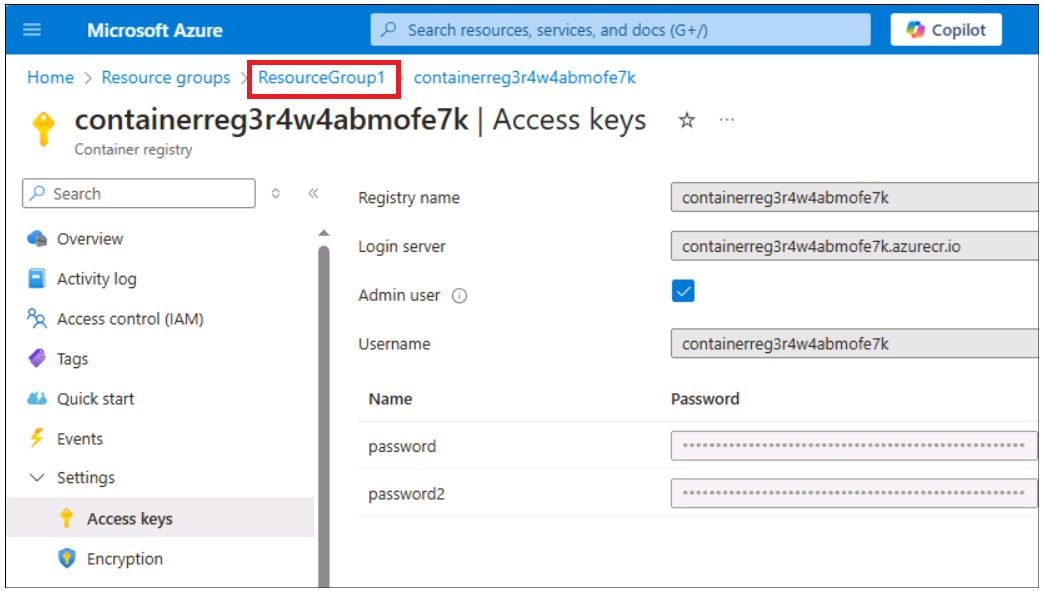 Microsoft Azure
Search resources, services, and docs (G+/)
Copilot
Home > Resource groups > ResourceGroup1 containerreg3r4w4abmofe7k
containerreg3r4w4abmofe7k | Access keys
Container registry
Search
Overview
Activity log
Access control (IAM)
Tags
Quick start
Events
Settings
Access keys
Encryption
Registry name containerreg3r4w4abmofe7k
Login server containerreg3r4w4abmofe7k.azurecr.io
Admin user
Username containerreg3r4w4abmofe7k
Name Password
password ••••••••••••••••••••••••••••••••••••••••••••••••••••
password2 ••••••••••••••••••••••••••••••••••••••••••••••••••••